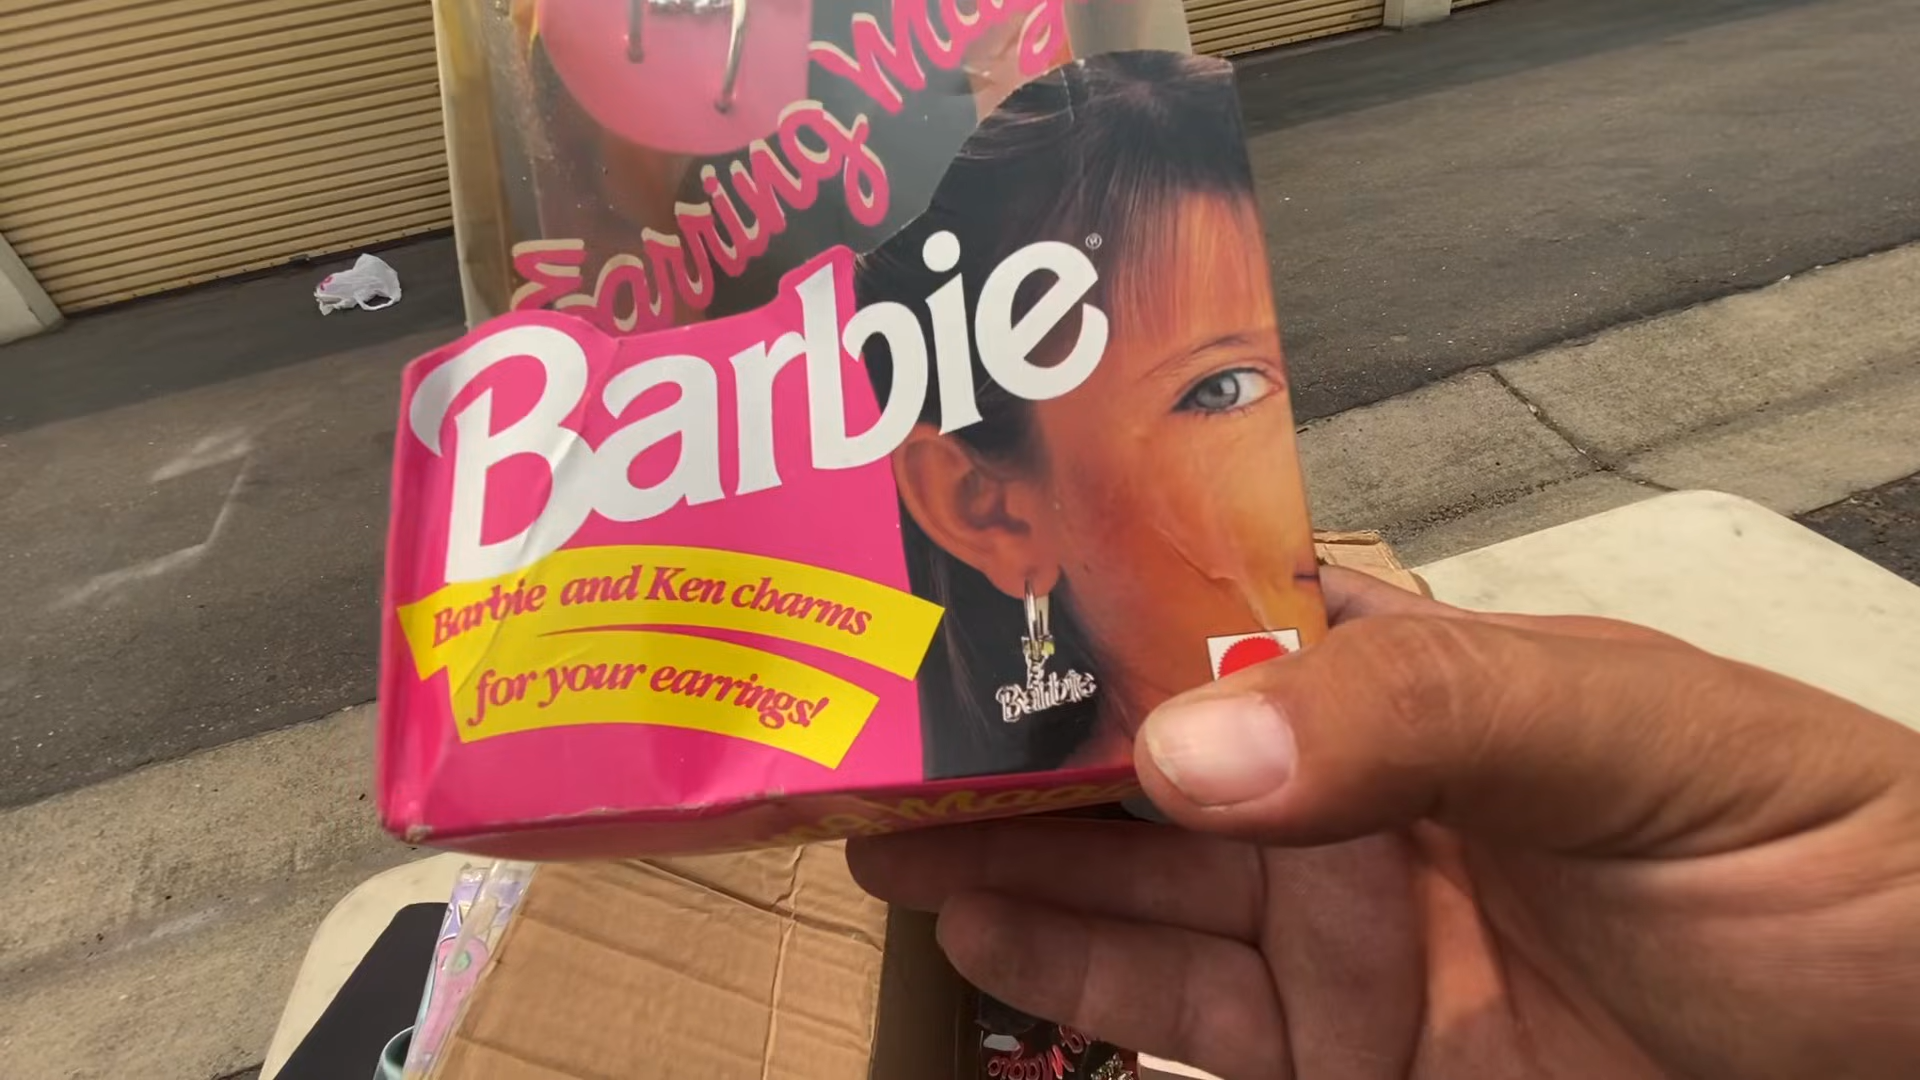 Earring Magic
Barbie®
Barbie and Ken charms
for your earrings!
Barbie